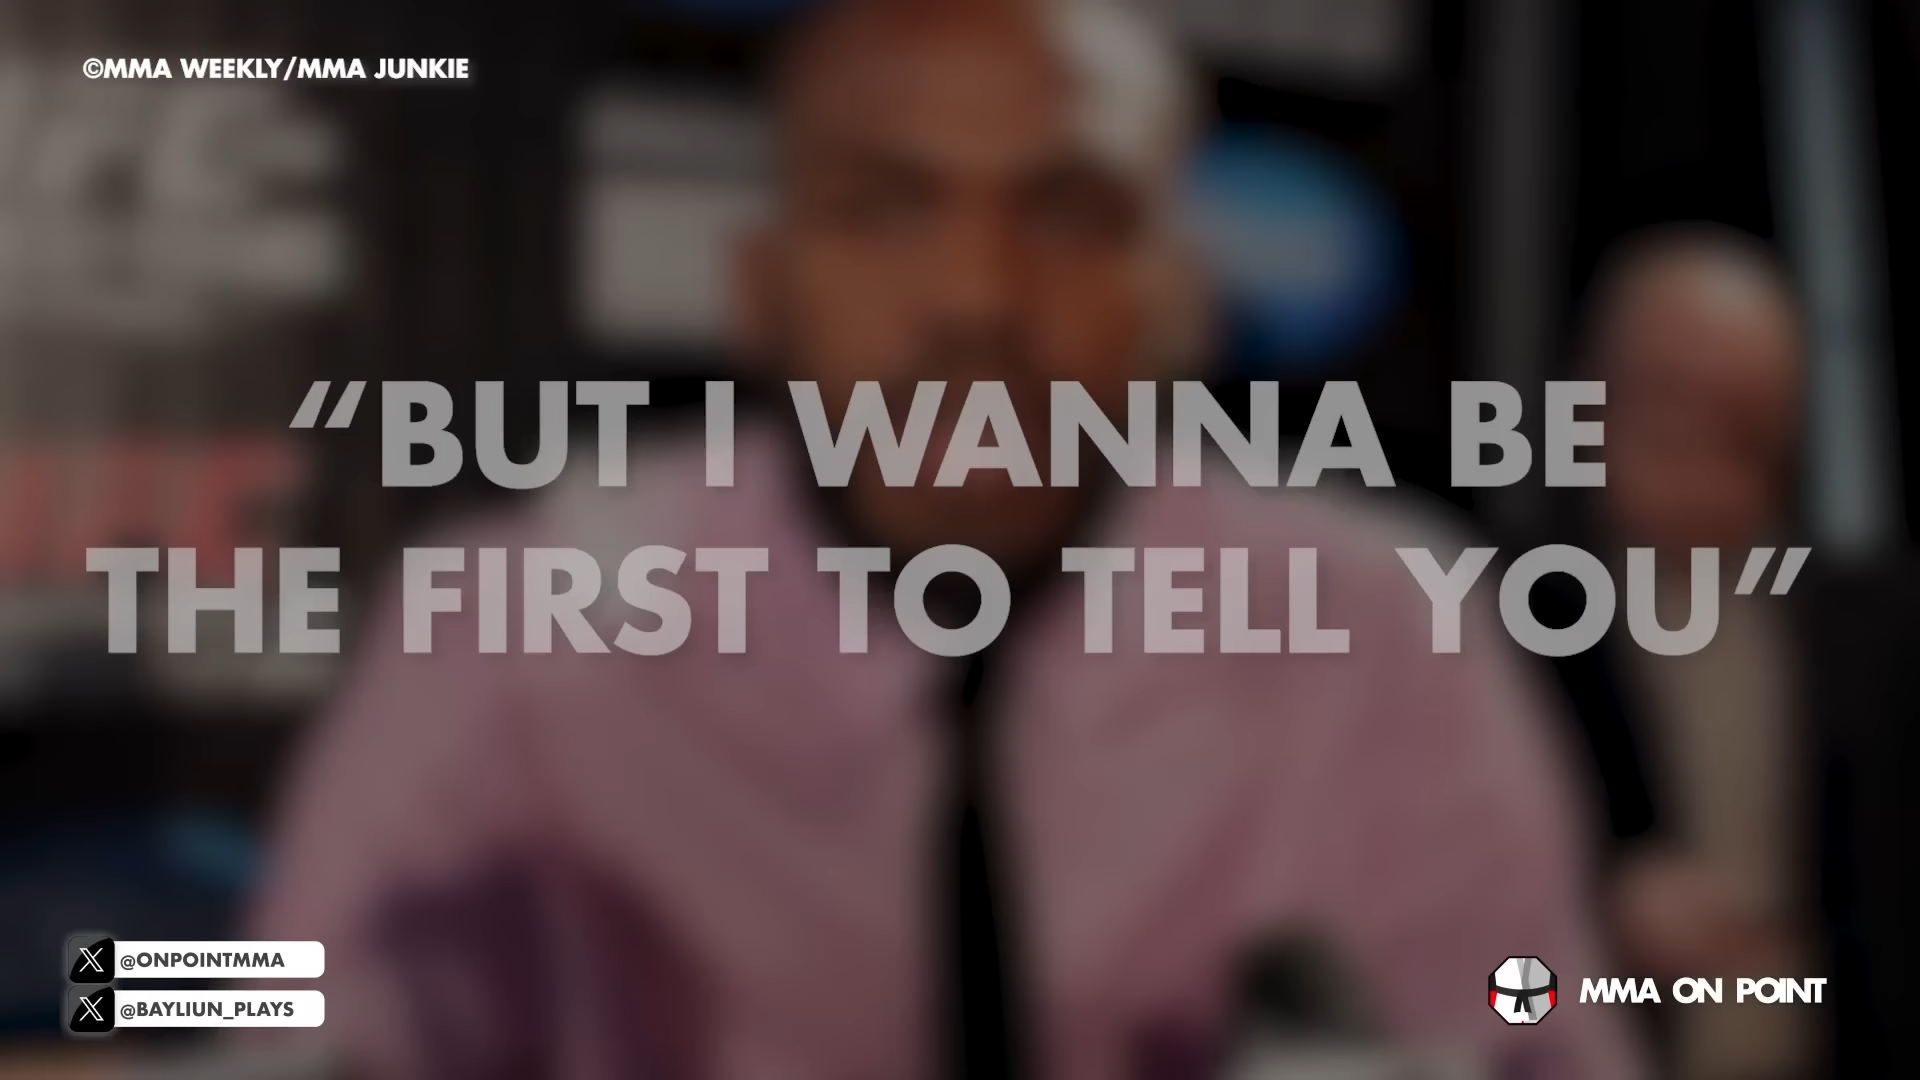 ©MMA WEEKLY/MMA JUNKIE
“BUT I WANNA BE
THE FIRST TO TELL YOU”
@ONPOINTMMA
@BAYLIUN_PLAYS
MMA ON POINT